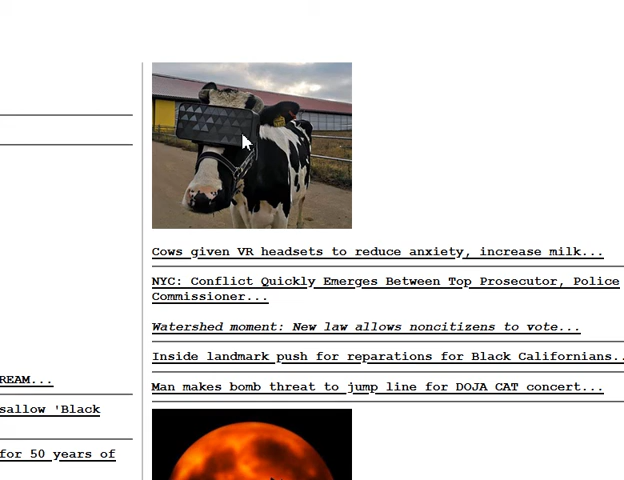 REAM...
sallow 'Black
for 50 years of
Cows given VR headsets to reduce anxiety, increase milk...
NYC: Conflict Quickly Emerges Between Top Prosecutor, Police
Commissioner...
Watershed moment: New law allows noncitizens to vote...
Inside landmark push for reparations for Black Californians..
Man makes bomb threat to jump line for DOJA CAT concert...